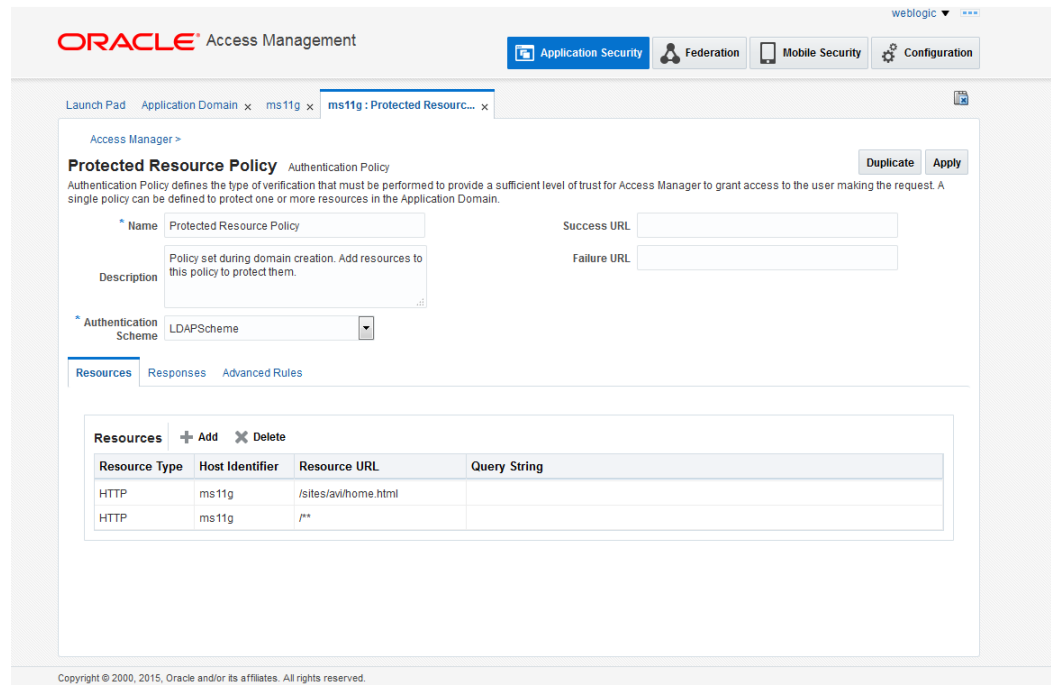 weblogic
ORACLE Access Management
Application Security Federation Mobile Security Configuration
Launch Pad Application Domain x ms11g x ms11g : Protected Resourc... x
Access Manager >
Protected Resource Policy Authentication Policy
Duplicate Apply
Authentication Policy defines the type of verification that must be performed to provide a sufficient level of trust for Access Manager to grant access to the user making the request. A
single policy can be defined to protect one or more resources in the Application Domain.
* Name Protected Resource Policy
Success URL
Description Policy set during domain creation. Add resources to
this policy to protect them.
Failure URL
* Authentication
Scheme LDAPScheme
Resources Responses Advanced Rules
Resources Add Delete
Resource Type Host Identifier Resource URL Query String
HTTP ms11g /sites/avi/home.html
HTTP ms11g /**
Copyright © 2000, 2015, Oracle and/or its affiliates. All rights reserved.